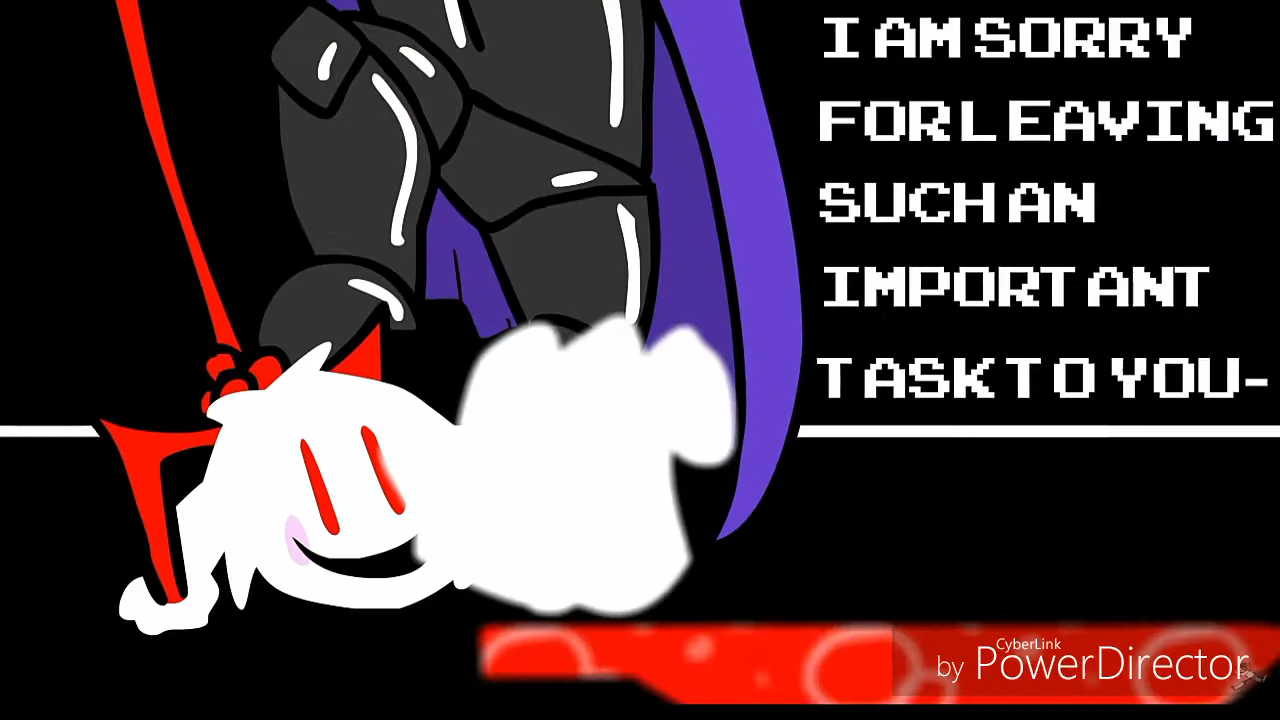 I AM SORRY
FOR LEAVING
SUCH AN
IMPORTANT
TASK TO YOU-
CyberLink
by PowerDirector